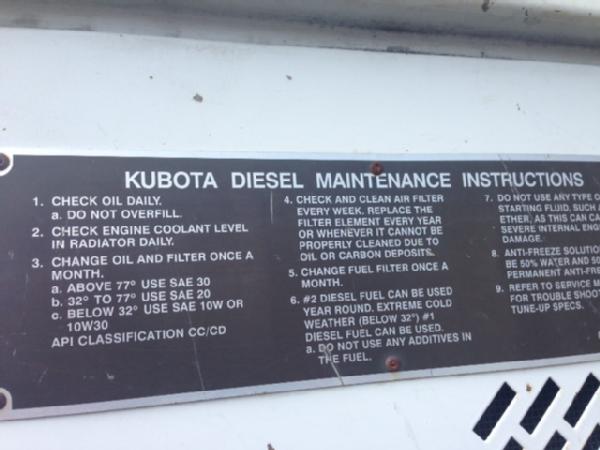 KUBOTA DIESEL MAINTENANCE INSTRUCTIONS
1. CHECK OIL DAILY.
a. DO NOT OVERFILL.
2. CHECK ENGINE COOLANT LEVEL
IN RADIATOR DAILY.
3. CHANGE OIL AND FILTER ONCE A
MONTH.
a. ABOVE 77° USE SAE 30
b. 32° TO 77° USE SAE 20
c. BELOW 32° USE SAE 10W OR
10W30
API CLASSIFICATION CC/CD
4. CHECK AND CLEAN AIR FILTER
EVERY WEEK. REPLACE THE
FILTER ELEMENT EVERY YEAR
OR WHENEVER IT CANNOT BE
PROPERLY CLEANED DUE TO
OIL OR CARBON DEPOSITS.
5. CHANGE FUEL FILTER ONCE A
MONTH.
6. #2 DIESEL FUEL CAN BE USED
YEAR ROUND. EXTREME COLD
WEATHER (BELOW 32°) #1
DIESEL FUEL CAN BE USED.
a. DO NOT USE ANY ADDITIVES IN
THE FUEL.
7. DO NOT USE ANY TYPE O
STARTING FLUID, SUCH A
ETHER, AS THIS CAN CA
SEVERE INTERNAL ENG
DAMAGE.
8. ANTI-FREEZE SOLUTION
BE 50% WATER AND 50
PERMANENT ANTI-FRE
9. REFER TO SERVICE M
FOR TROUBLE SHOOT
TUNE-UP SPECS.